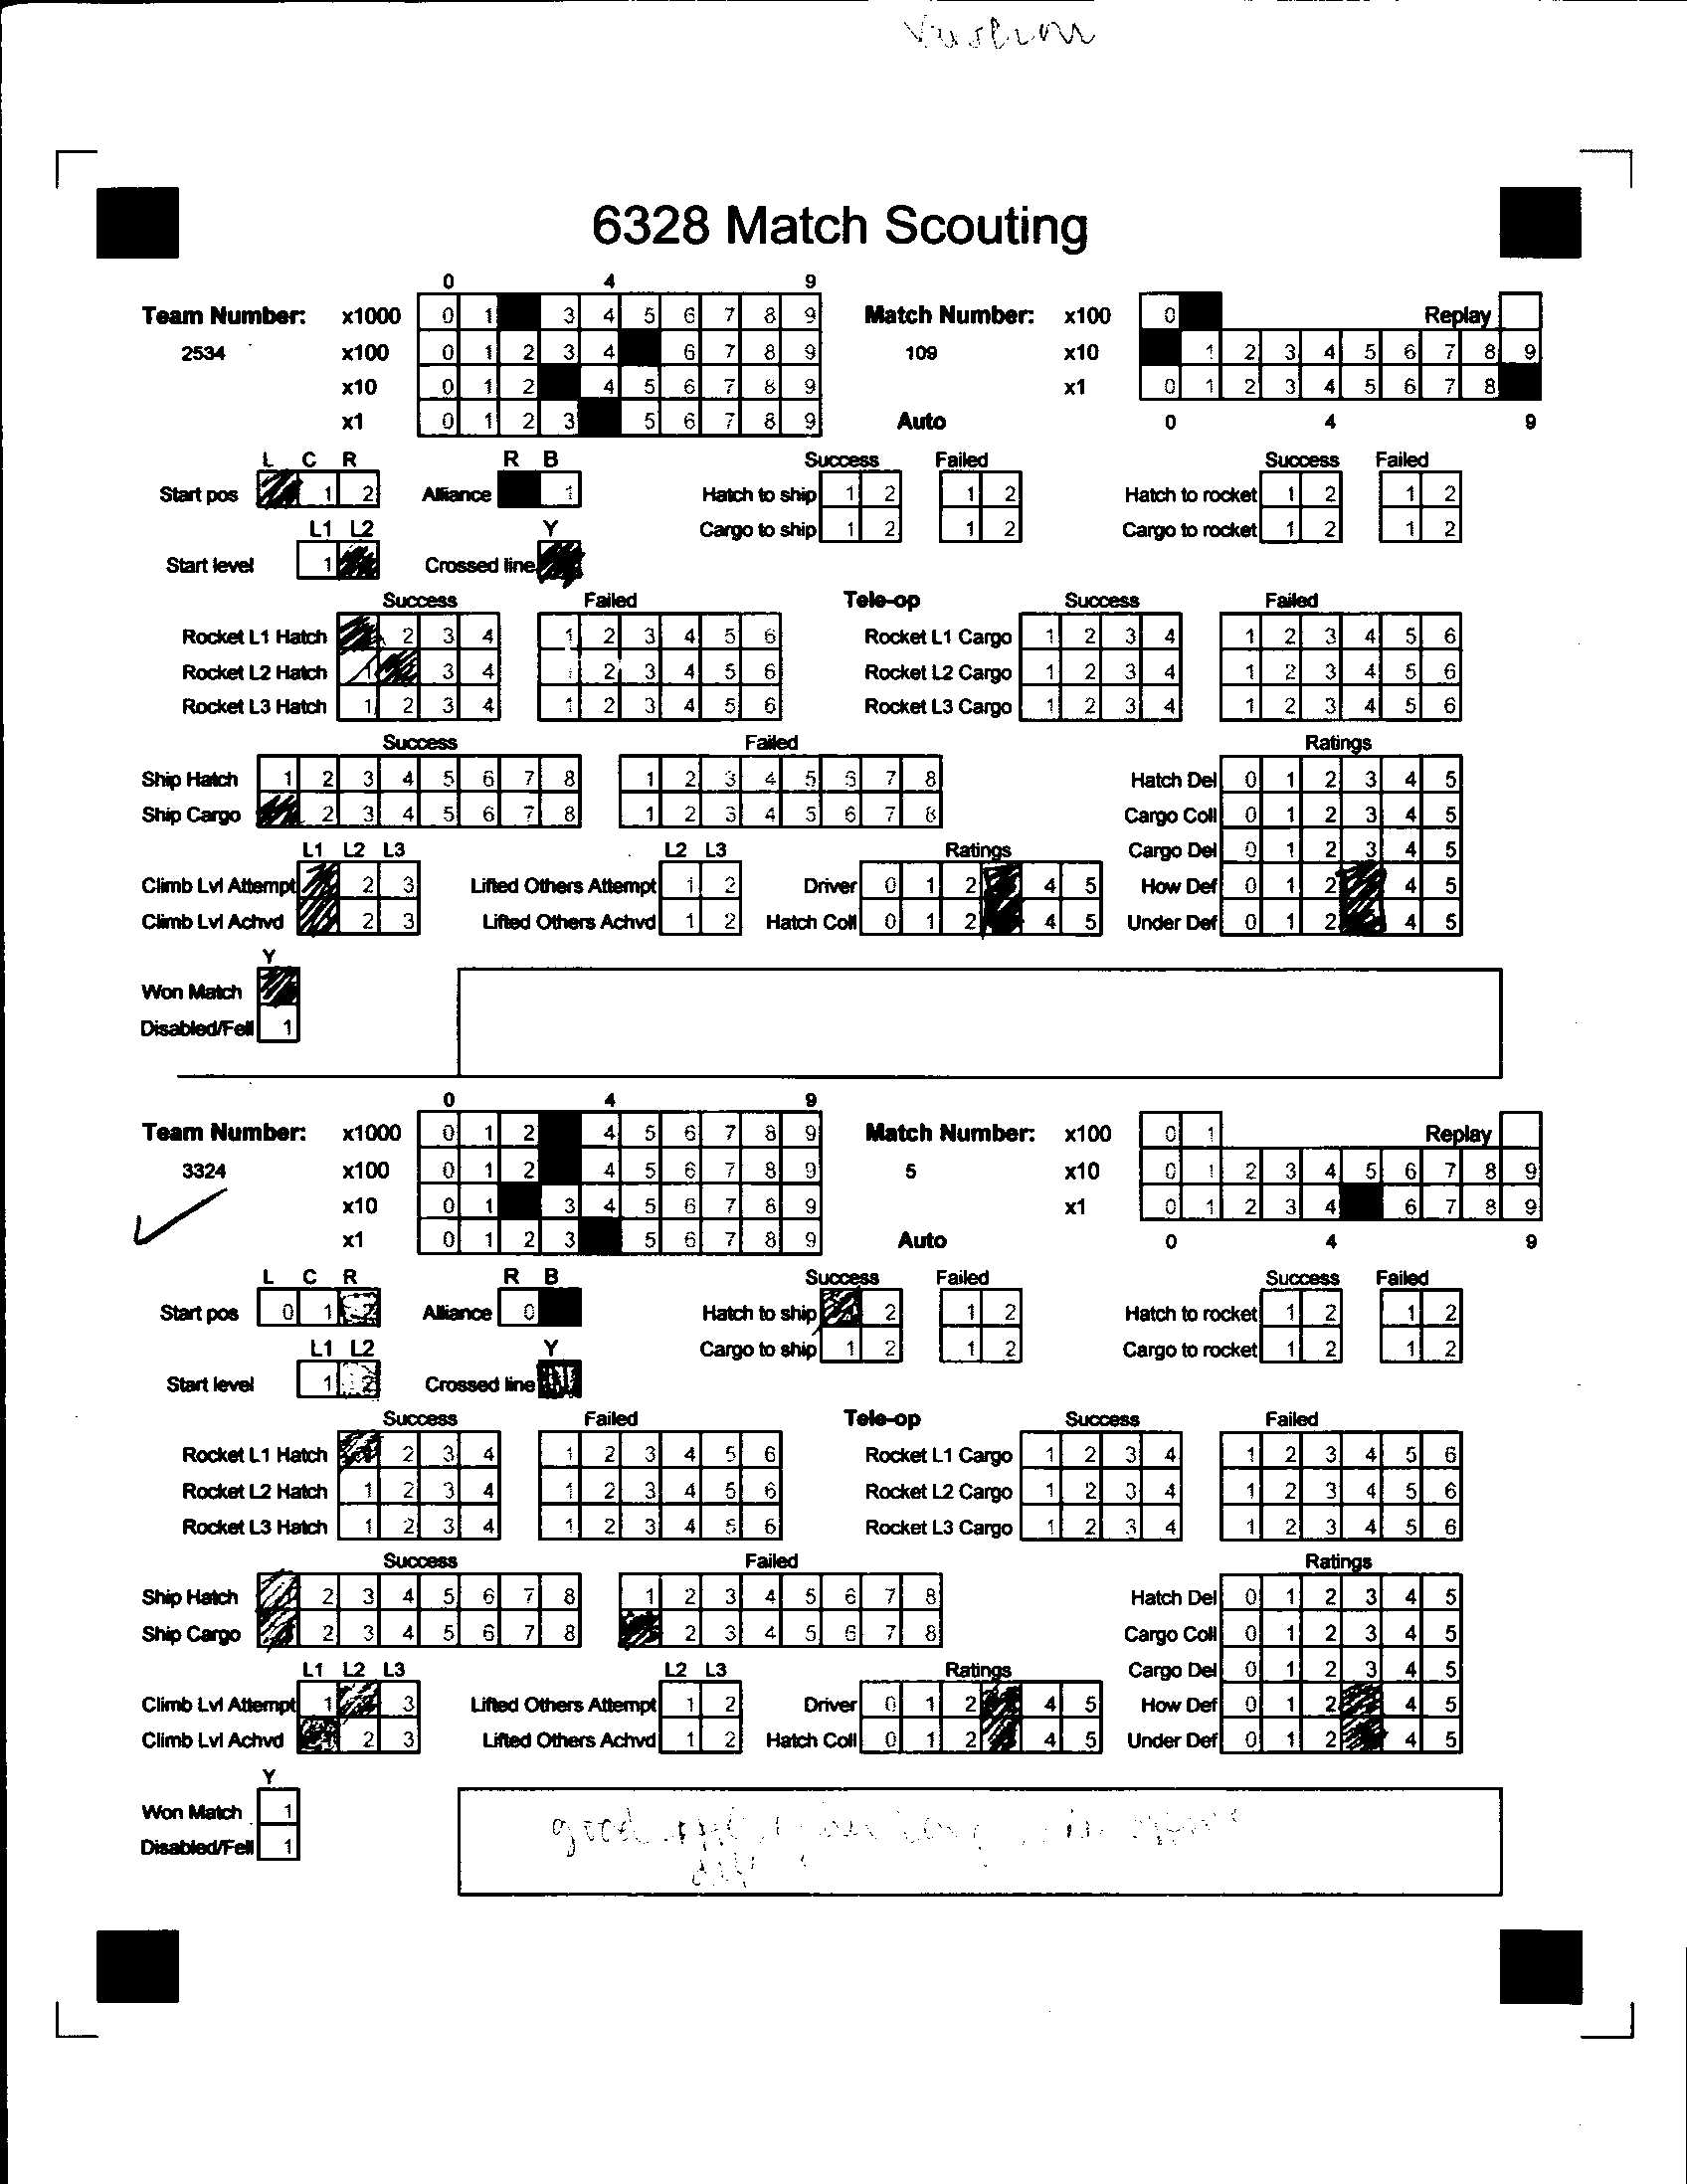 6328 Match Scouting
0 4 9
Team Number: x1000 0 1 3 4 5 6 7 8 9 Match Number: x100 0 Replay
2534 x100 0 1 2 3 4 6 7 8 9 109 x10 1 2 3 4 5 6 7 8 9
x10 0 1 2 4 5 6 7 8 9 x1 0 1 2 3 4 5 6 7 8
x1 0 1 2 3 5 6 7 8 9 Auto 0 4 9
L C R R B Success Failed Success Failed
Start pos 1 2 Alliance 1 Hatch to ship 1 2 1 2 Hatch to rocket 1 2 1 2
L1 L2 Y Cargo to ship 1 2 1 2 Cargo to rocket 1 2 1 2
Start level 1 Crossed line
Success Failed Tele-op Success Failed
Rocket L1 Hatch 2 3 4 1 2 3 4 5 6 Rocket L1 Cargo 1 2 3 4 1 2 3 4 5 6
Rocket L2 Hatch 1 3 4 1 2 3 4 5 6 Rocket L2 Cargo 1 2 3 4 1 2 3 4 5 6
Rocket L3 Hatch 1 2 3 4 1 2 3 4 5 6 Rocket L3 Cargo 1 2 3 4 1 2 3 4 5 6
Success Failed Ratings
Ship Hatch 1 2 3 4 5 6 7 8 1 2 3 4 5 6 7 8 Hatch Del 0 1 2 3 4 5
Ship Cargo 2 3 4 5 6 7 8 1 2 3 4 5 6 7 8 Cargo Coll 0 1 2 3 4 5
L1 L2 L3 L2 L3 Ratings Cargo Del 0 1 2 3 4 5
Climb Lvl Attempt 2 3 Lifted Others Attempt 1 2 Driver 0 1 2 4 5 How Def 0 1 2 4 5
Climb Lvl Achvd 2 3 Lifted Others Achvd 1 2 Hatch Coll 0 1 2 4 5 Under Def 0 1 2 4 5
Y
Won Match
Disabled/Fell 1
0 4 9
Team Number: x1000 0 1 2 4 5 6 7 8 9 Match Number: x100 0 1 Replay
3324 x100 0 1 2 4 5 6 7 8 9 5 x10 0 1 2 3 4 5 6 7 8 9
x10 0 1 3 4 5 6 7 8 9 x1 0 1 2 3 4 6 7 8 9
x1 0 1 2 3 5 6 7 8 9 Auto 0 4 9
L C R R B Success Failed Success Failed
Start pos 0 1 2 Alliance 0 Hatch to ship 2 1 2 Hatch to rocket 1 2 1 2
L1 L2 Y Cargo to ship 1 2 1 2 Cargo to rocket 1 2 1 2
Start level 1 2 Crossed line
Success Failed Tele-op Success Failed
Rocket L1 Hatch 2 3 4 1 2 3 4 5 6 Rocket L1 Cargo 1 2 3 4 1 2 3 4 5 6
Rocket L2 Hatch 1 2 3 4 1 2 3 4 5 6 Rocket L2 Cargo 1 2 3 4 1 2 3 4 5 6
Rocket L3 Hatch 1 2 3 4 1 2 3 4 5 6 Rocket L3 Cargo 1 2 3 4 1 2 3 4 5 6
Success Failed Ratings
Ship Hatch 2 3 4 5 6 7 8 1 2 3 4 5 6 7 8 Hatch Del 0 1 2 3 4 5
Ship Cargo 2 3 4 5 6 7 8 2 3 4 5 6 7 8 Cargo Coll 0 1 2 3 4 5
L1 L2 L3 L2 L3 Ratings Cargo Del 0 1 2 3 4 5
Climb Lvl Attempt 1 3 Lifted Others Attempt 1 2 Driver 0 1 2 4 5 How Def 0 1 2 4 5
Climb Lvl Achvd 2 3 Lifted Others Achvd 1 2 Hatch Coll 0 1 2 4 5 Under Def 0 1 2 4 5
Y
Won Match 1
Disabled/Fell 1
good